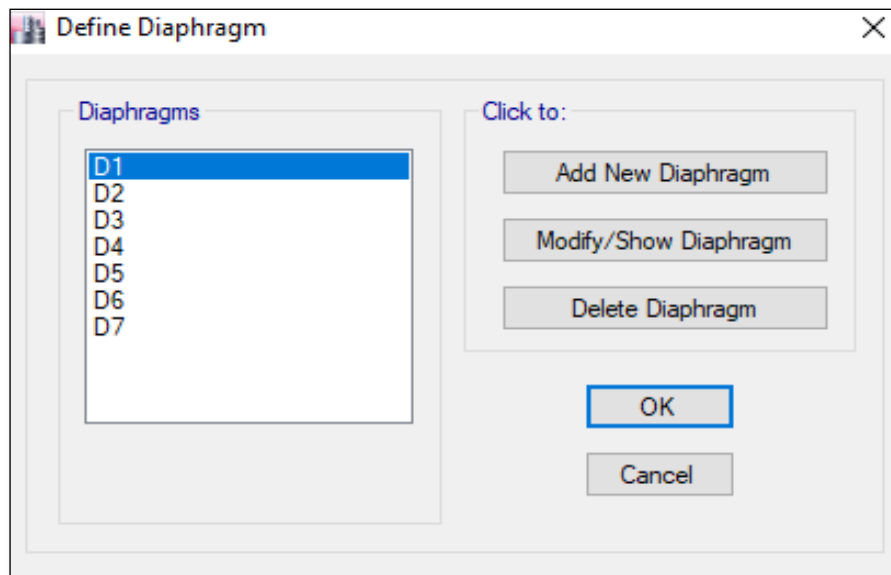 Define Diaphragm
Diaphragms
D1
D2
D3
D4
D5
D6
D7
Click to:
Add New Diaphragm
Modify/Show Diaphragm
Delete Diaphragm
OK
Cancel